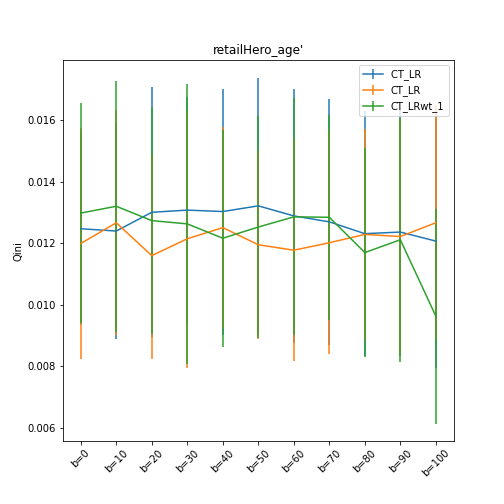 retailHero_age'
CT_LR
CT_LR
CT_LRwt_1
Qini
0.016
0.014
0.012
0.010
0.008
0.006
b=0
b=10
b=20
b=30
b=40
b=50
b=60
b=70
b=80
b=90
b=100